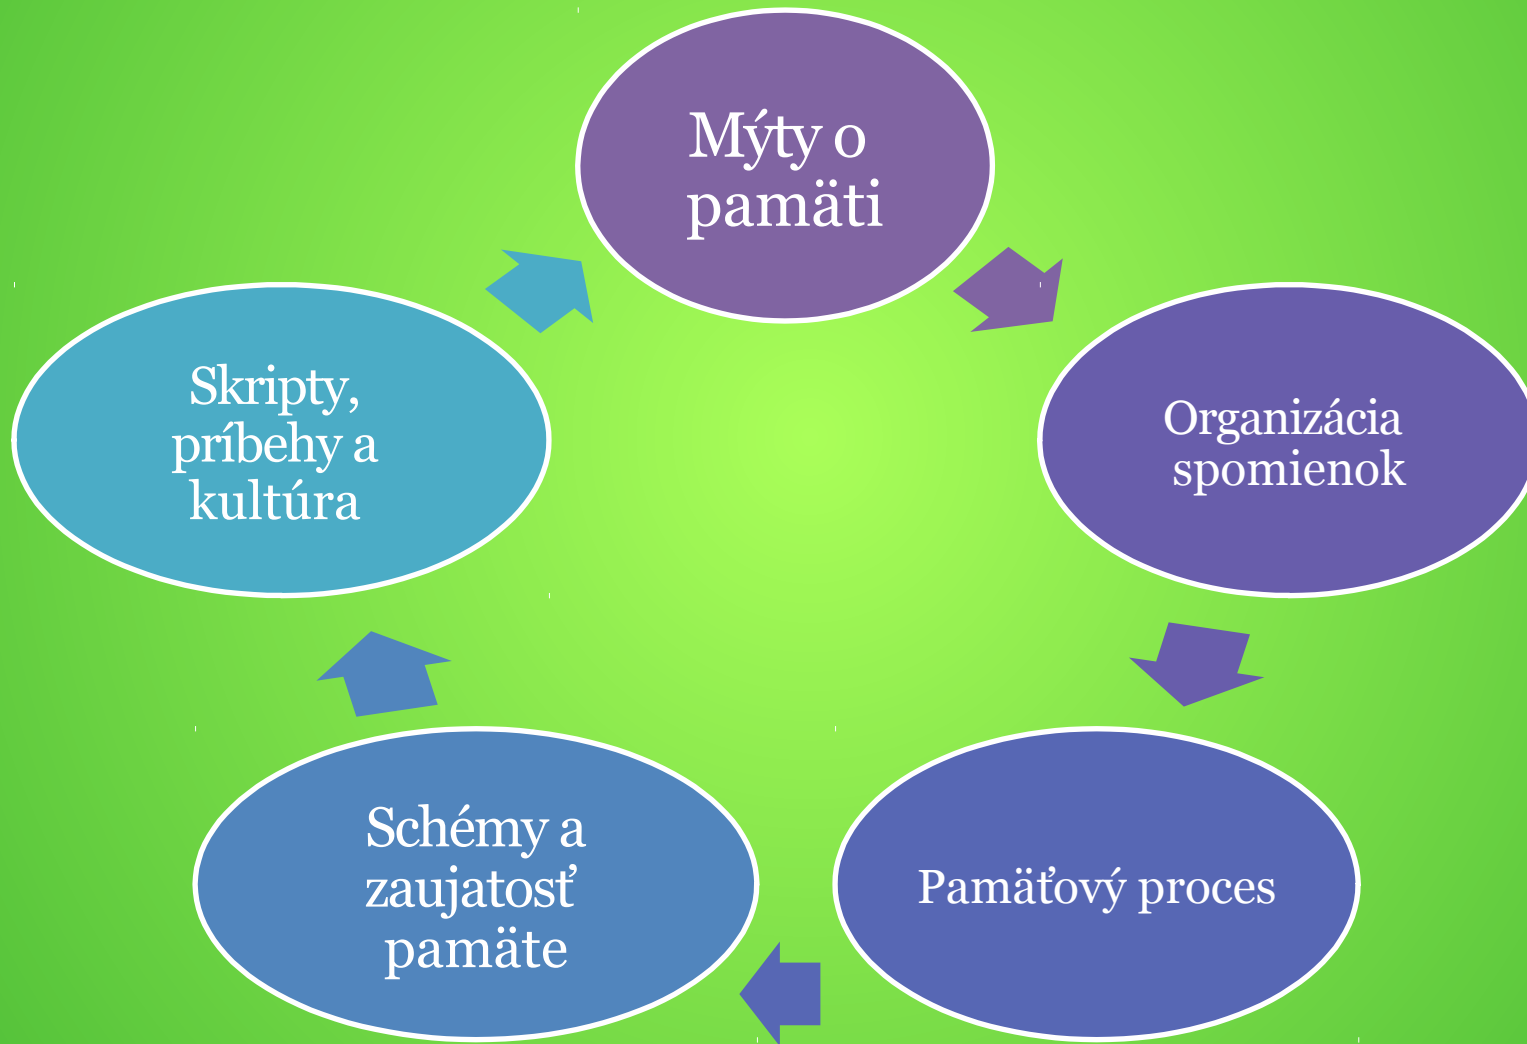 Mýty o
pamäti
Organizácia
spomienok
Pamäťový proces
Schémy a
zaujatosť
pamäte
Skripty,
príbehy a
kultúra